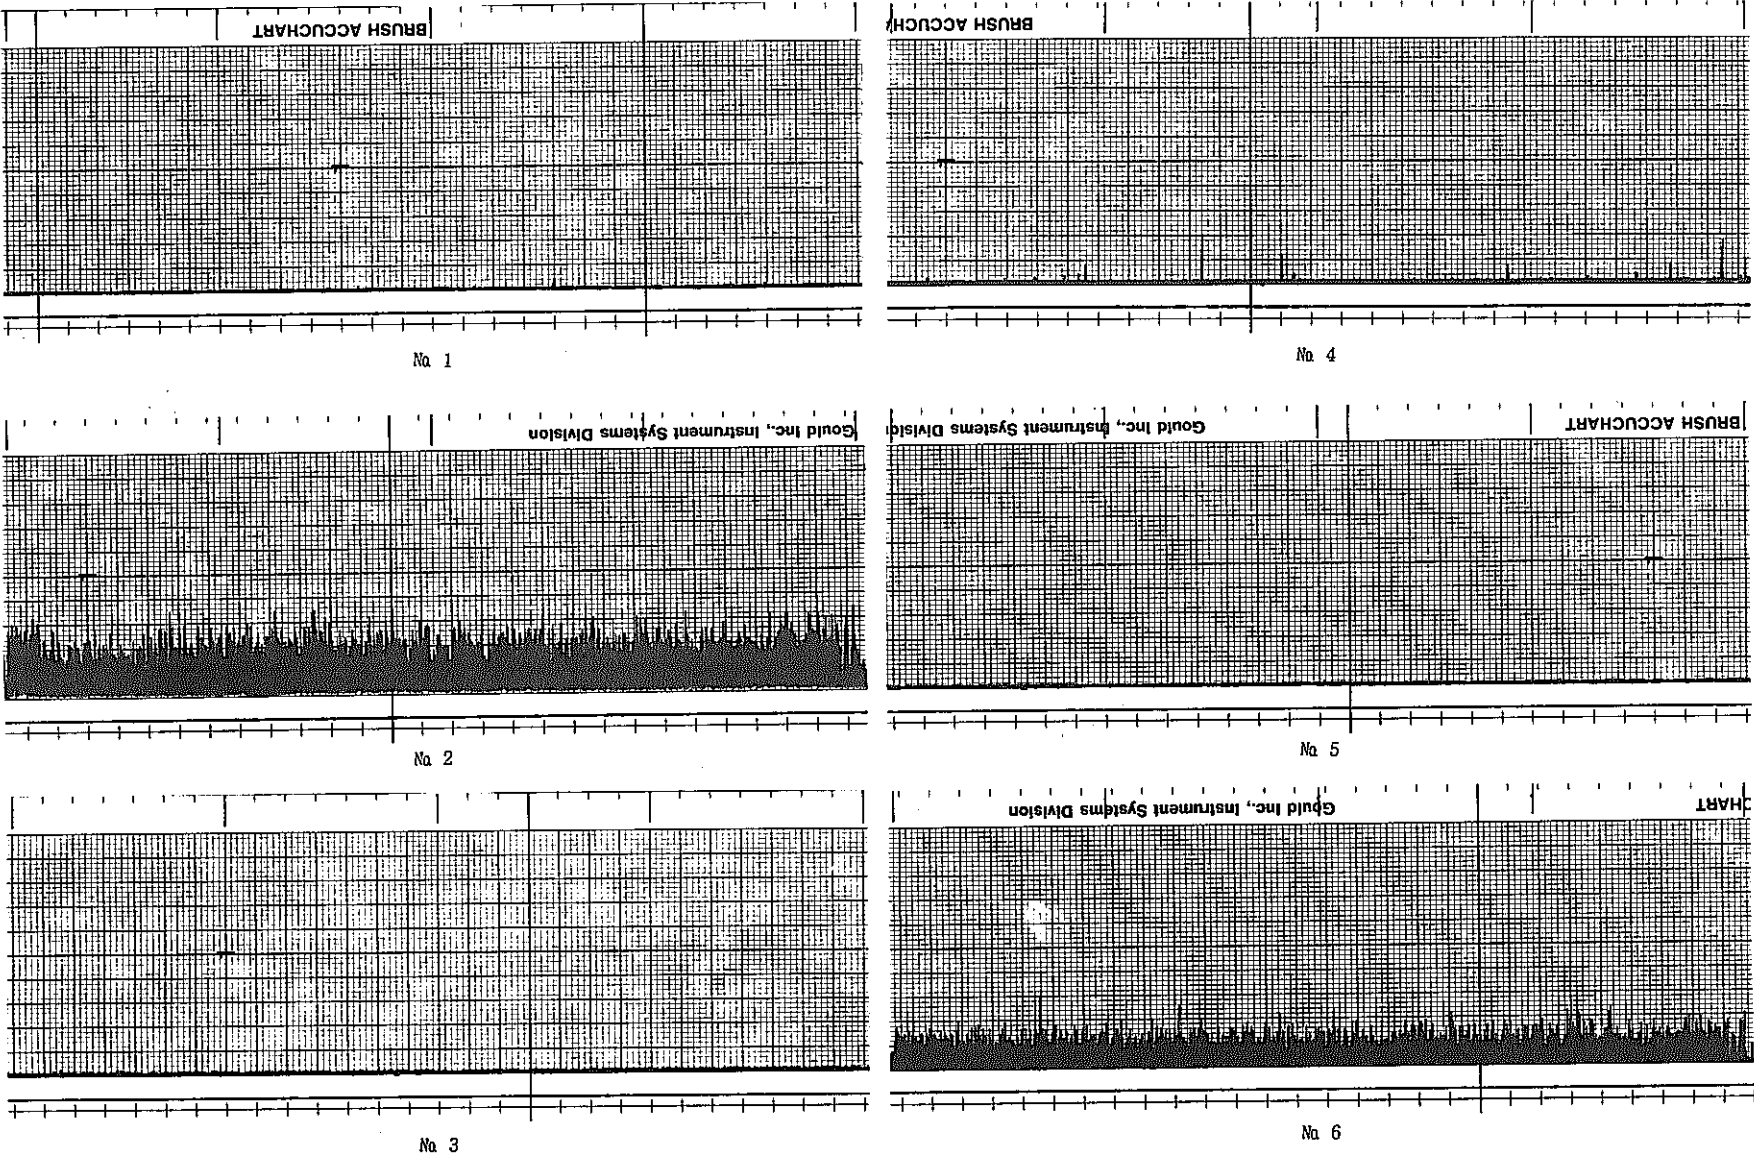 BRUSH ACCUCHART
No. 1
Gould Inc., Instrument Systems Division
No. 2
No. 3
BRUSH ACCUCH
No. 4
Gould Inc., Instrument Systems Division
BRUSH ACCUCHART
No. 5
Gould Inc., Instrument Systems Division
CHART
No. 6